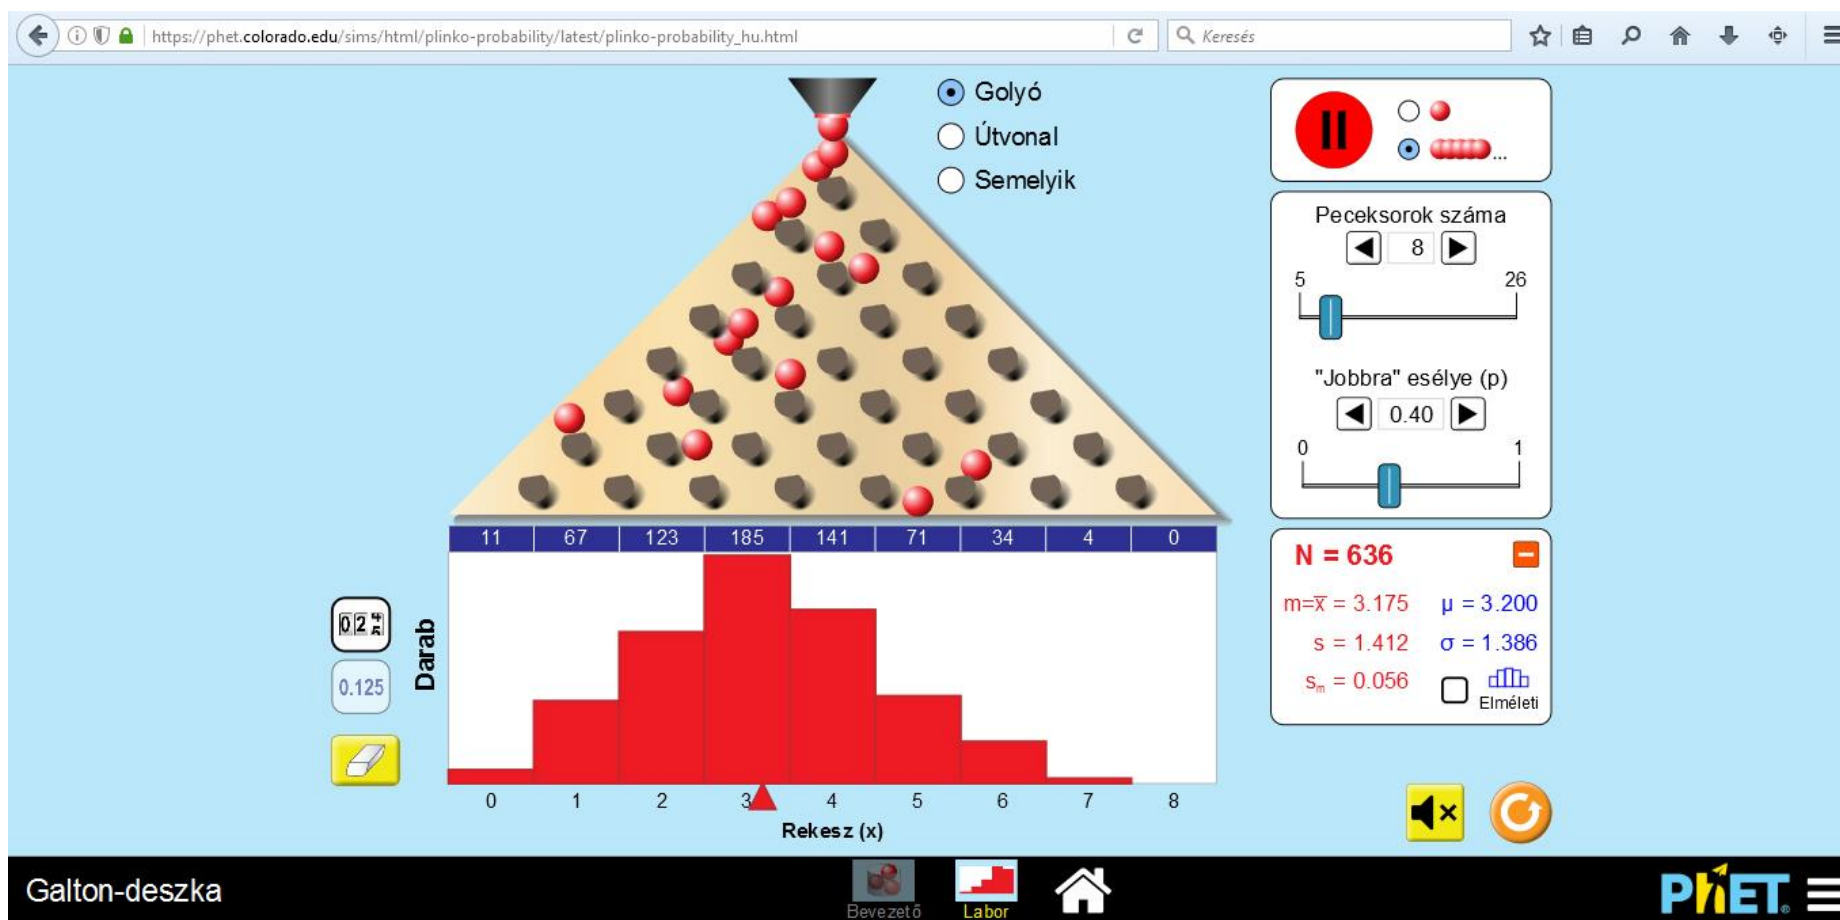 https://phet.colorado.edu/sims/html/plinko-probability/latest/plinko-probability_hu.html
Keresés
Golyó
Útvonal
Semelyik
...
Peceksorok száma
8
5 26
"Jobbra" esélye (p)
0.40
0 1
11 67 123 185 141 71 34 4 0
N = 636
m=x̅ = 3.175 μ = 3.200
s = 1.412 σ = 1.386
sₘ = 0.056
Elméleti
0.125
Darab
0 1 2 3 4 5 6 7 8
Rekesz (x)
Galton-deszka
Bevezető
Labor
PhET